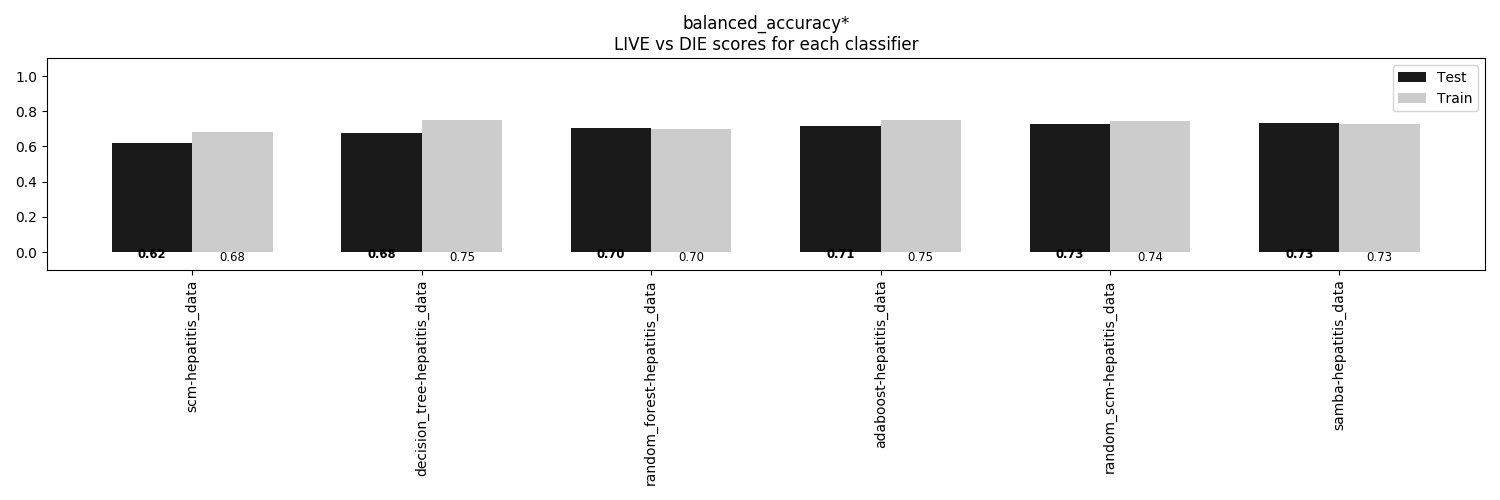 balanced_accuracy*
LIVE vs DIE scores for each classifier
Test
Train
1.0
0.8
0.6
0.4
0.2
0.0
0.62
0.68
0.68
0.75
0.70
0.70
0.71
0.75
0.73
0.74
0.73
0.73
scm-hepatitis_data
decision_tree-hepatitis_data
random_forest-hepatitis_data
adaboost-hepatitis_data
random_scm-hepatitis_data
samba-hepatitis_data